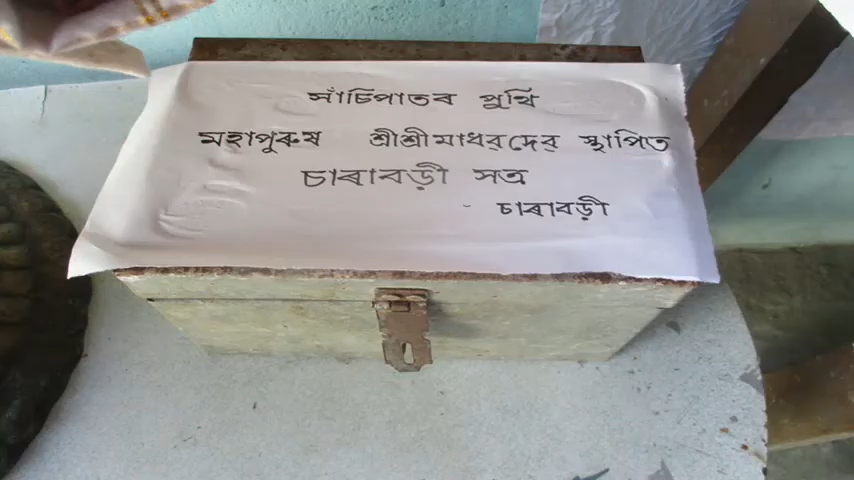 সাঁচিপাতৰ পুথি
মহাপুৰুষ শ্ৰীশ্ৰীমাধৱদেৱ স্থাপিত
চাৰাবড়ী সত্ৰ
- চাৰাবড়ী